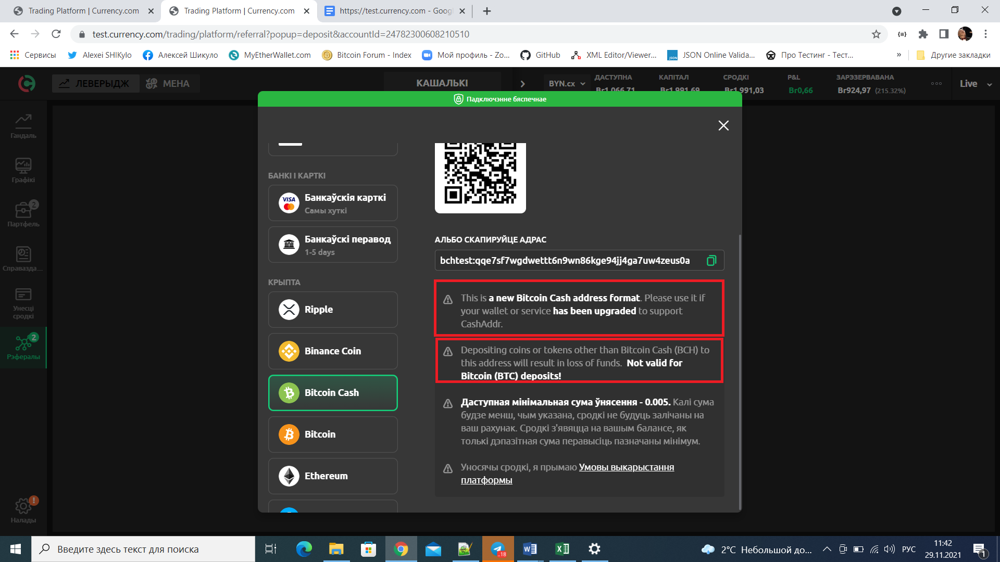 Trading Platform | Currency.com
Trading Platform | Currency.com
https://test.currency.com - Goog
test.currency.com/trading/platform/referral?popup=deposit&accountId=24782300608210510
Сервисы
Alexei SHIKylo
Алексей Шикуло
MyEtherWallet.com
Bitcoin Forum - Index
Мой профиль - Zo...
GitHub
XML Editor/Viewer...
JSON Online Valida...
Про Тестинг - Тест...
»
Другие закладки
ЛЕВЕРЫДЖ
МЕНА
КАШАЛЬКІ
BYN.cx
ДАСТУПНА
Br1 066,71
КАПІТАЛ
Br1 991,69
СРОДКІ
Br1 991,03
P&L
Br0,66
ЗАРЭЗЕРВАВАНА
Br924,97 (215.32%)
Live
Гандаль
Графікі
2
Партфель
Справазда...
Унесці
сродкі
2
Рэфералы
!
Налады
Падключэнне бяспечнае
БАНКІ І КАРТКІ
VISA
Банкаўскія карткі
Самы хуткі
Банкаўскі перавод
1-5 days
КРЫПТА
Ripple
Binance Coin
Bitcoin Cash
Bitcoin
Ethereum
АЛЬБО СКАПІРУЙЦЕ АДРАС
bchtest:qqe7sf7wgdwettt6n9wn86kge94jj4ga7uw4zeus0a
This is a new Bitcoin Cash address format. Please use it if
your wallet or service has been upgraded to support
CashAddr.
Depositing coins or tokens other than Bitcoin Cash (BCH) to
this address will result in loss of funds. Not valid for
Bitcoin (BTC) deposits!
Даступная мінімальная сума ўнясення - 0.005. Калі сума
будзе менш, чым указана, сродкі не будуць залічаны на
ваш рахунак. Сродкі з'явяцца на вашым балансе, як
толькі дэпазітная сума перавысіць пазначаны мінімум.
Уносячы сродкі, я прымаю Умовы выкарыстання
платформы
Введите здесь текст для поиска
..18
2°C Небольшой до...
РУС
11:42
29.11.2021
1